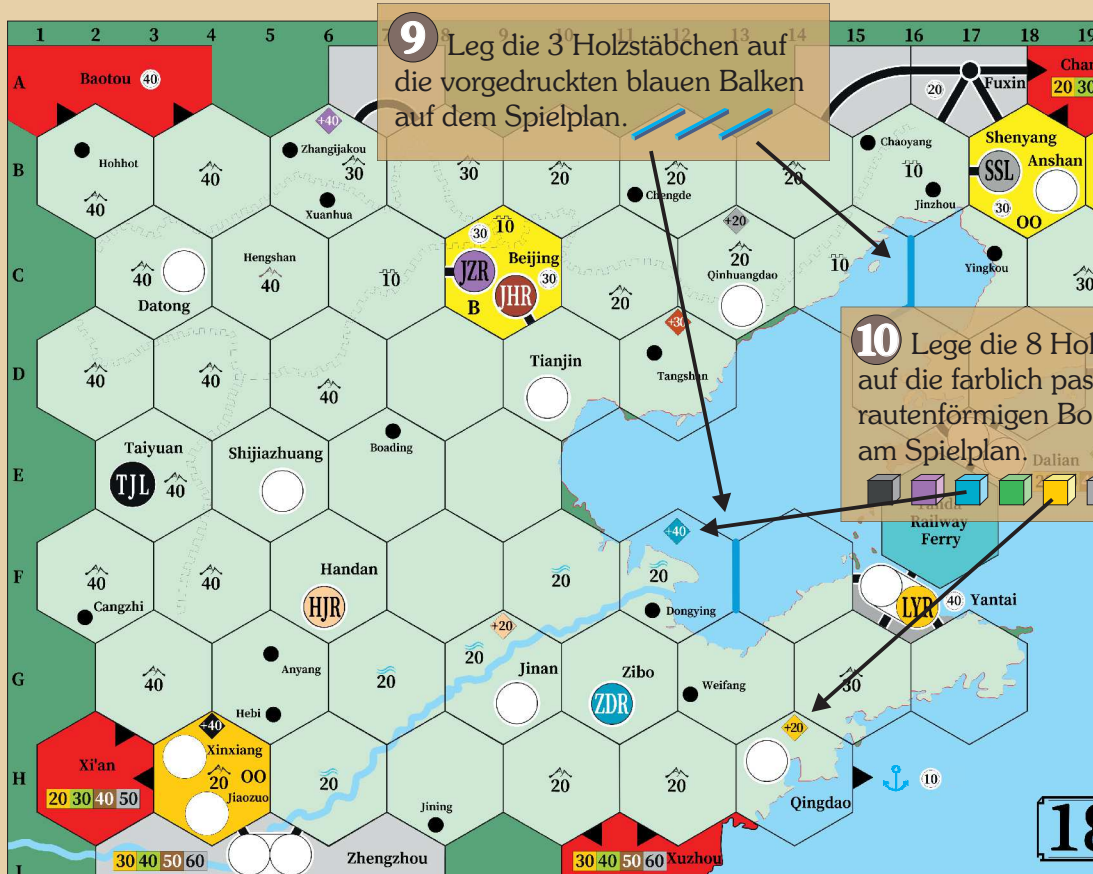 1 2 3 4 5 6 7 8 9 10 11 12 13 14 15 16 17 18 19
9 Leg die 3 Holzstäbchen auf
die vorgedruckten blauen Balken
auf dem Spielplan.
A
Baotou 40
+40
20
Fuxin
Chan
20 30
B
Hohhot
40
40
Zhangijakou
30
Xuanhua
30
20
Chengde
20
20
Chaoyang
10
Jinzhou
Shenyang
SSL
Anshan
30
OO
C
40
Datong
Hengshan
40
10
30
10
Beijing
JZR
JHR
30
B
20
+20
20
Qinhuangdao
10
Yingkou
30
D
40
40
40
Tianjin
+30
Tangshan
10 Lege die 8 Hol
auf die farblich pas
rautenförmigen Bo
am Spielplan.
E
Taiyuan
TJL
40
Shijiazhuang
Boading
Dalian
Railway
Ferry
F
40
Cangzhi
40
Handan
HJR
20
+40
20
Dongying
LYR
40
Yantai
G
40
Anyang
Hebi
20
+20
20
Jinan
Zibo
ZDR
Weifang
30
+20
H
Xi'an
20 30 40 50
+40
Xinxiang
20
OO
Jiaozuo
20
Jining
20
20
Qingdao
10
18
I
30 40 50 60
Zhengzhou
30 40 50 60
Xuzhou